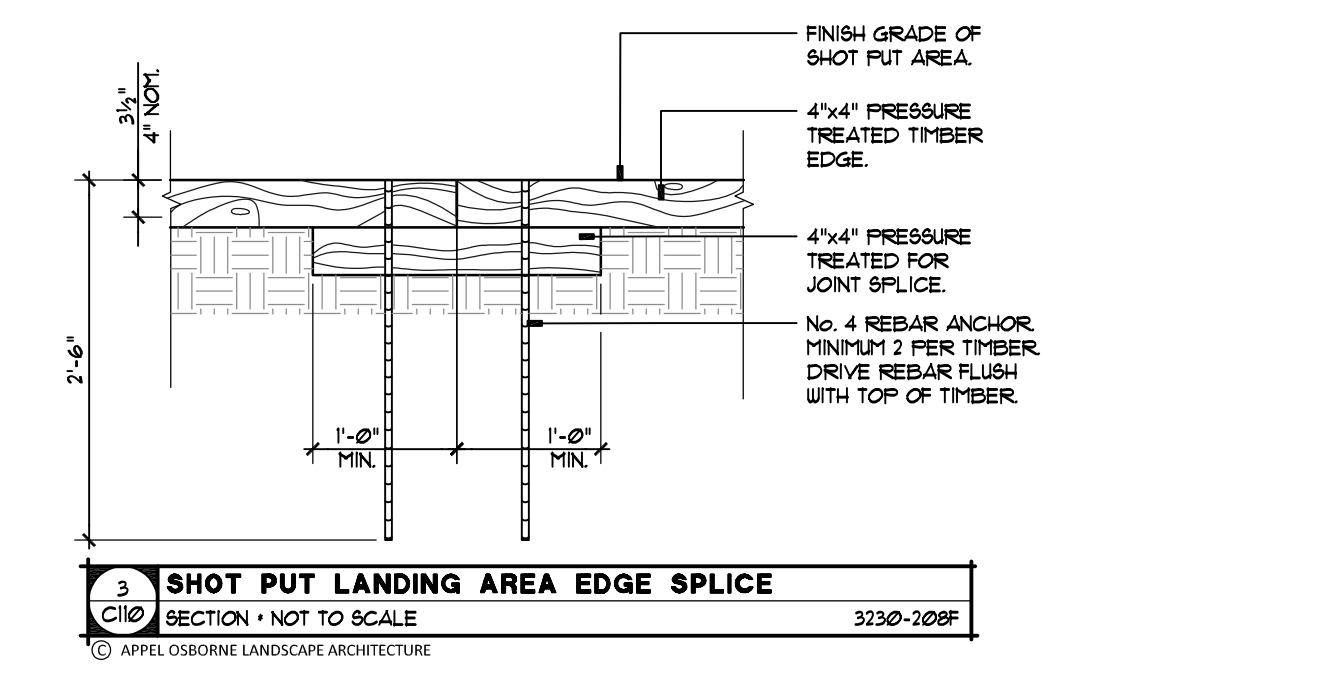 FINISH GRADE OF
SHOT PUT AREA.
3½"
4" NOM.
4"x4" PRESSURE
TREATED TIMBER
EDGE.
4"x4" PRESSURE
TREATED FOR
JOINT SPLICE.
No. 4 REBAR ANCHOR.
MINIMUM 2 PER TIMBER.
DRIVE REBAR FLUSH
WITH TOP OF TIMBER.
2'-6"
1'-0"
MIN.
1'-0"
MIN.
3
C110
SHOT PUT LANDING AREA EDGE SPLICE
SECTION * NOT TO SCALE
3230-208F
© APPEL OSBORNE LANDSCAPE ARCHITECTURE